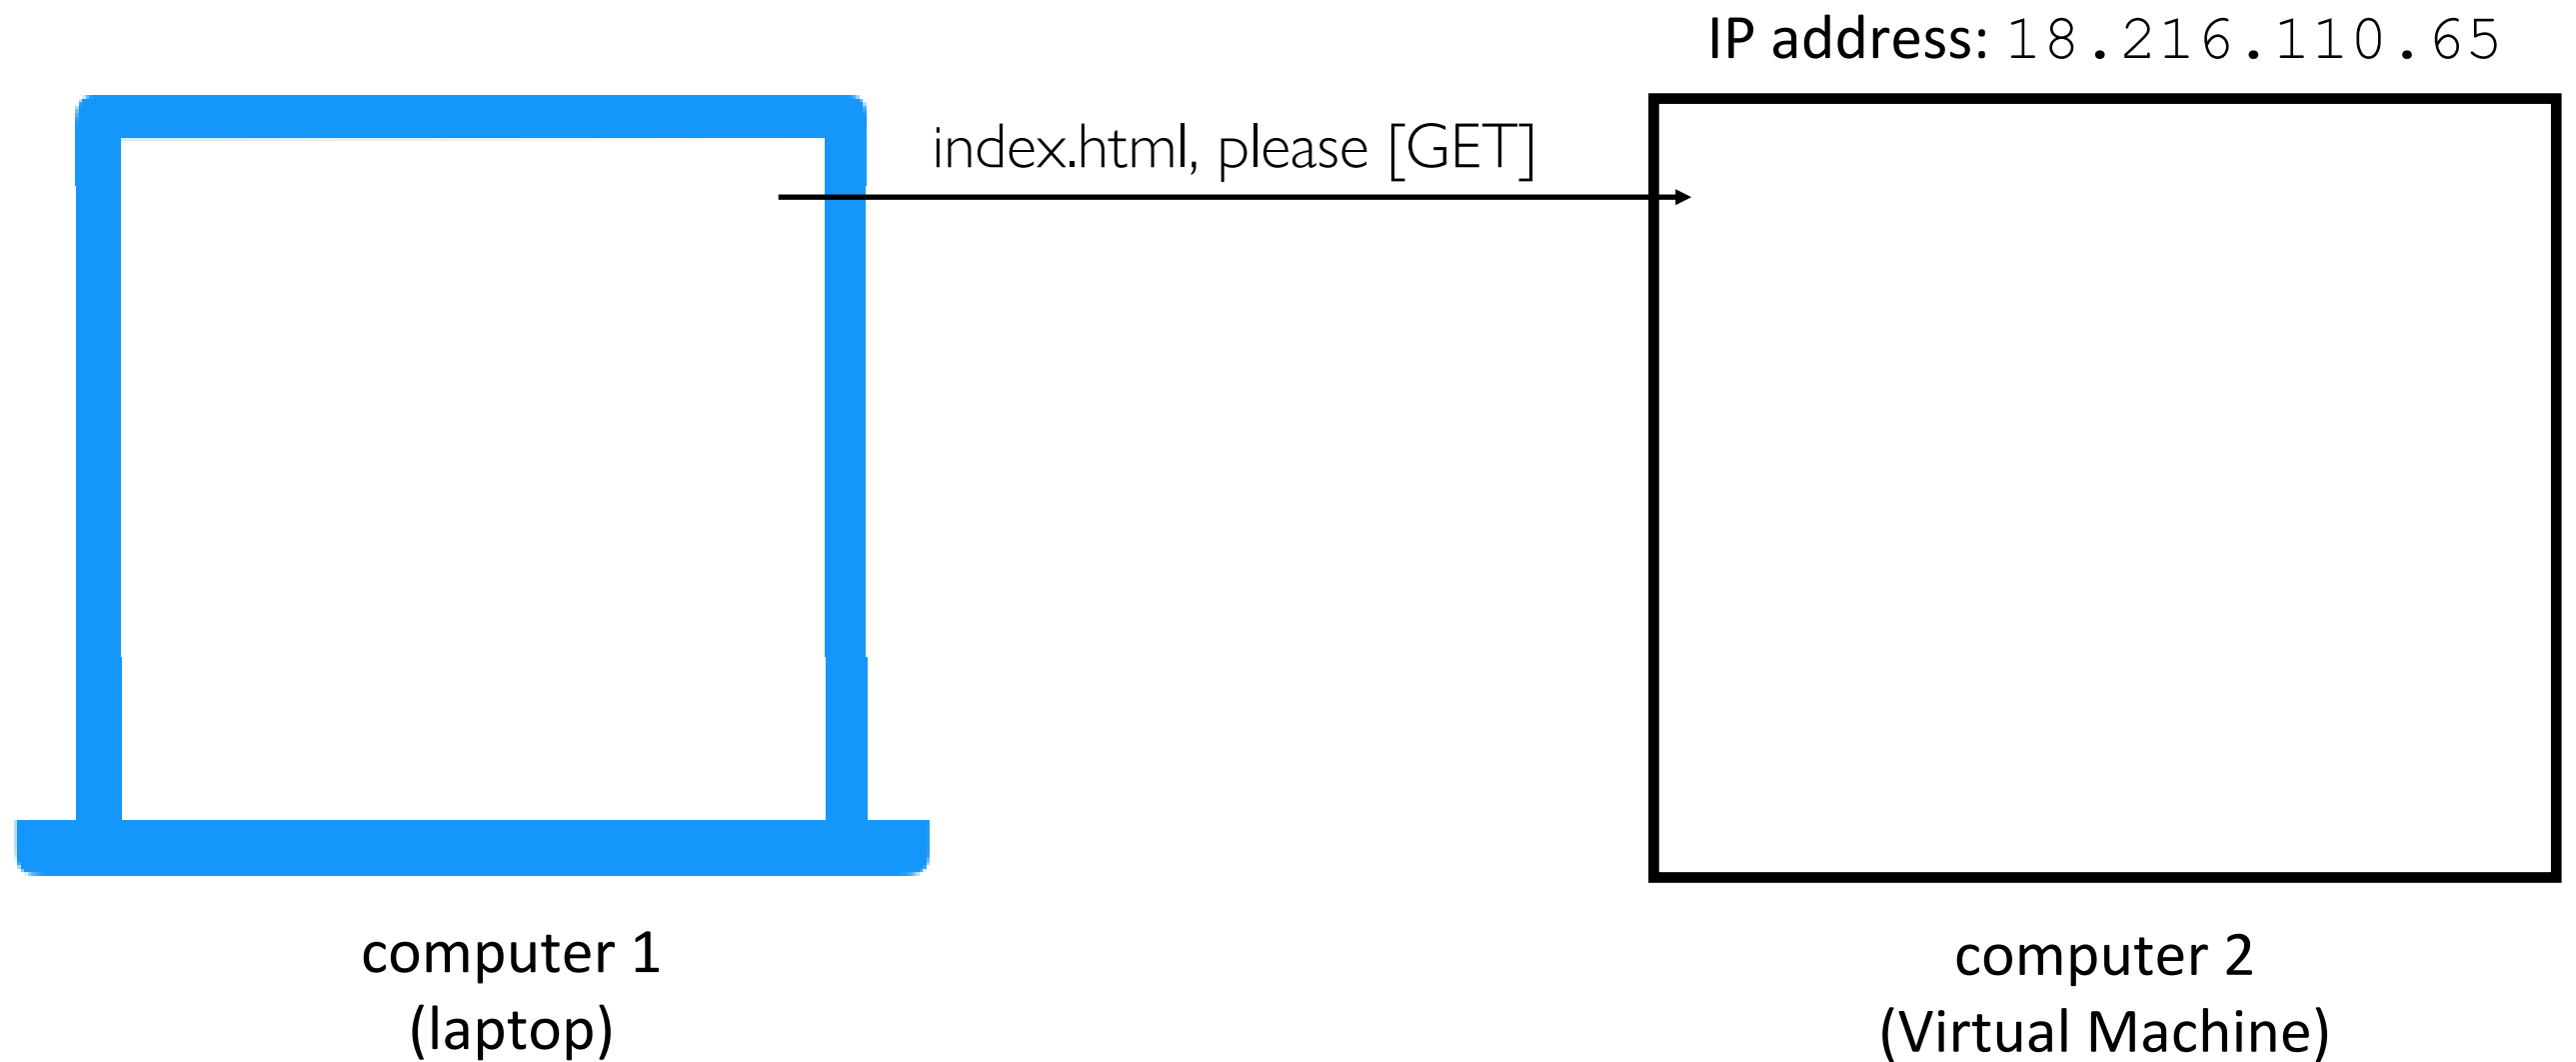 IP address: 18.216.110.65
index.html, please [GET]
computer 1
(laptop)
computer 2
(Virtual Machine)